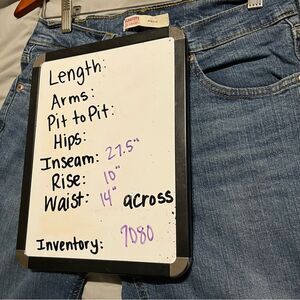 Length:
Arms:
Pit to Pit:
Hips:
Inseam: 27.5"
Rise: 10"
Waist: 14" across
Inventory: 7080